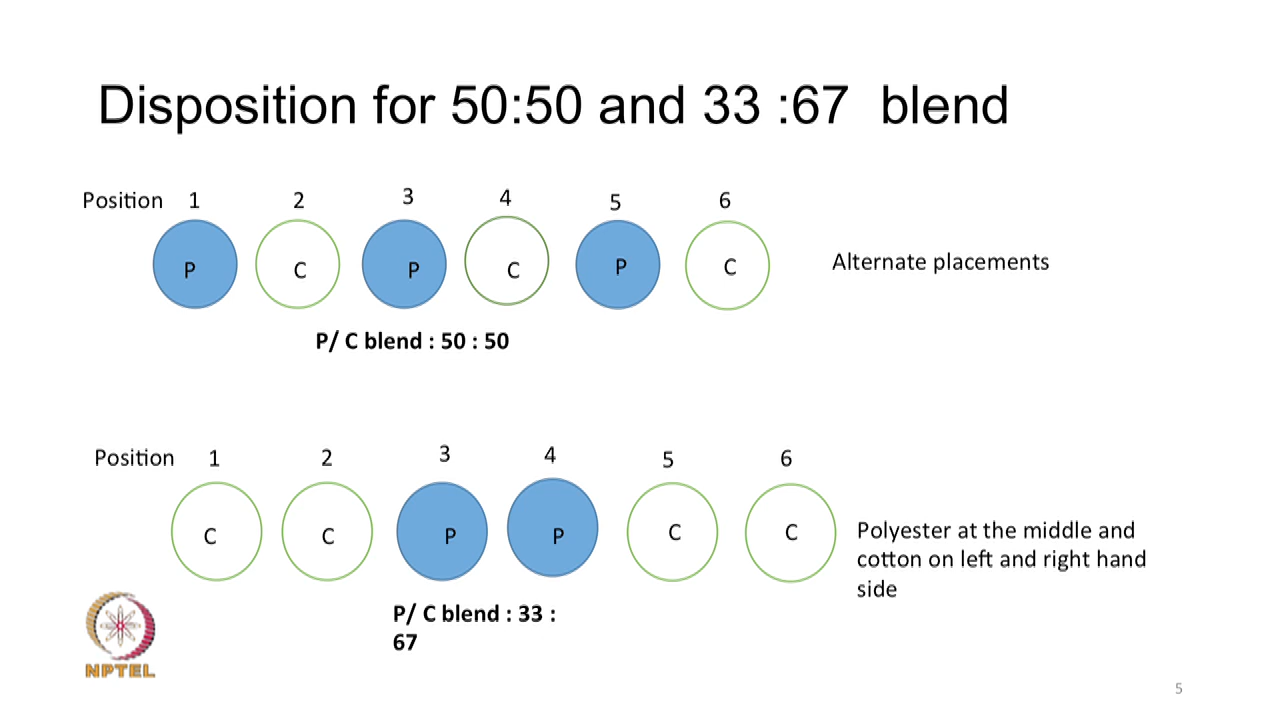 Disposition for 50:50 and 33 :67 blend
Position 1 2 3 4 5 6
P C P C P C
Alternate placements
P/ C blend : 50 : 50
Position 1 2 3 4 5 6
C C P P C C
Polyester at the middle and
cotton on left and right hand
side
P/ C blend : 33 :
67
NPTEL
5